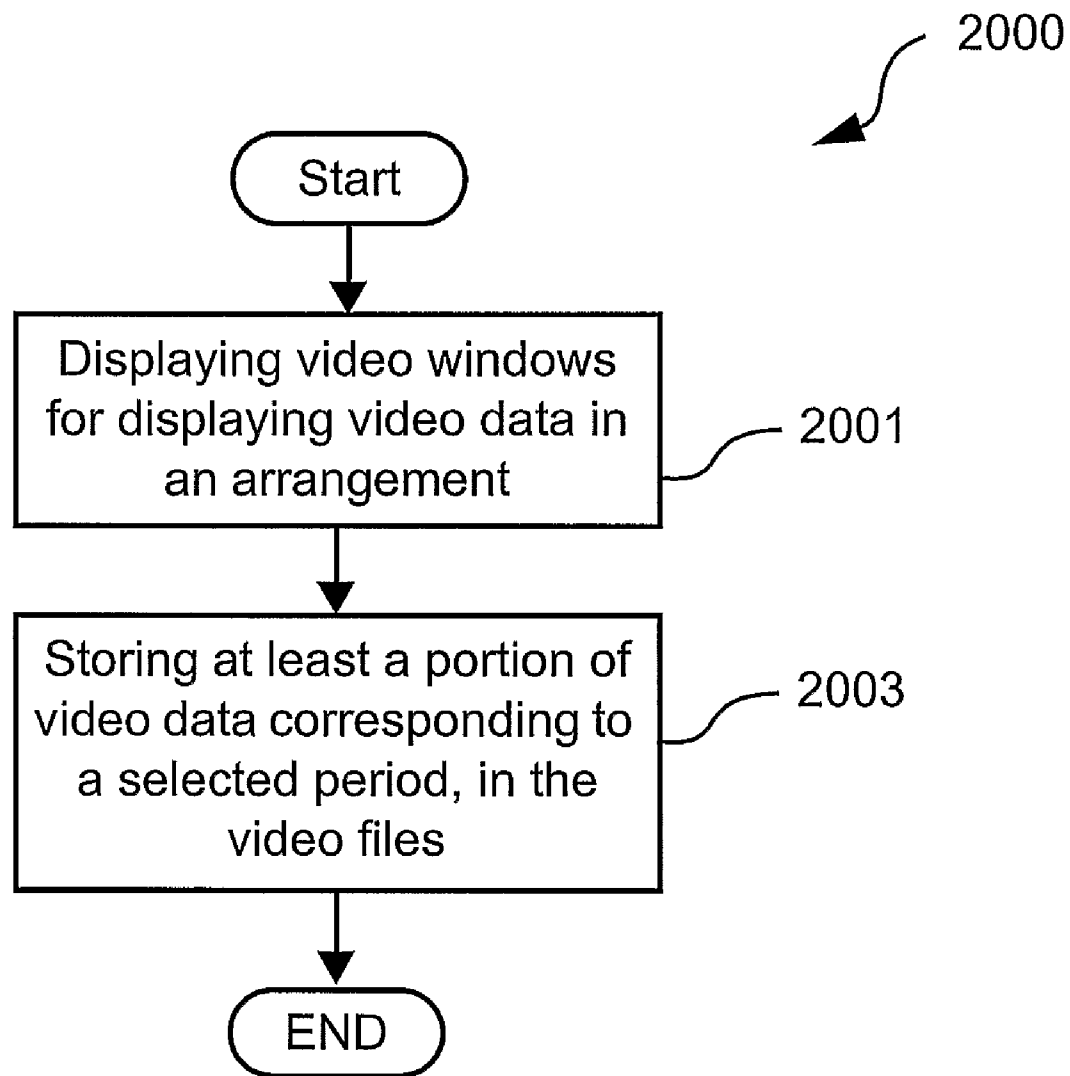 2000
Start
Displaying video windows
for displaying video data in
an arrangement
2001
Storing at least a portion of
video data corresponding to
a selected period, in the
video files
2003
END